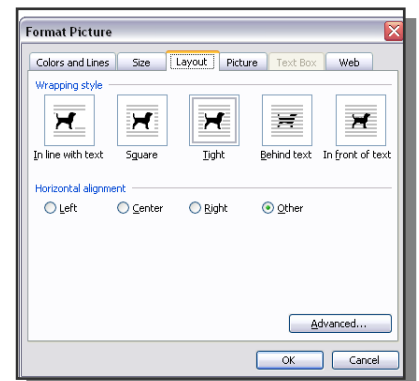 Format Picture
Colors and Lines Size Layout Picture Text Box Web
Wrapping style
In line with text Square Tight Behind text In front of text
Horizontal alignment
Left Center Right Other
Advanced...
OK Cancel